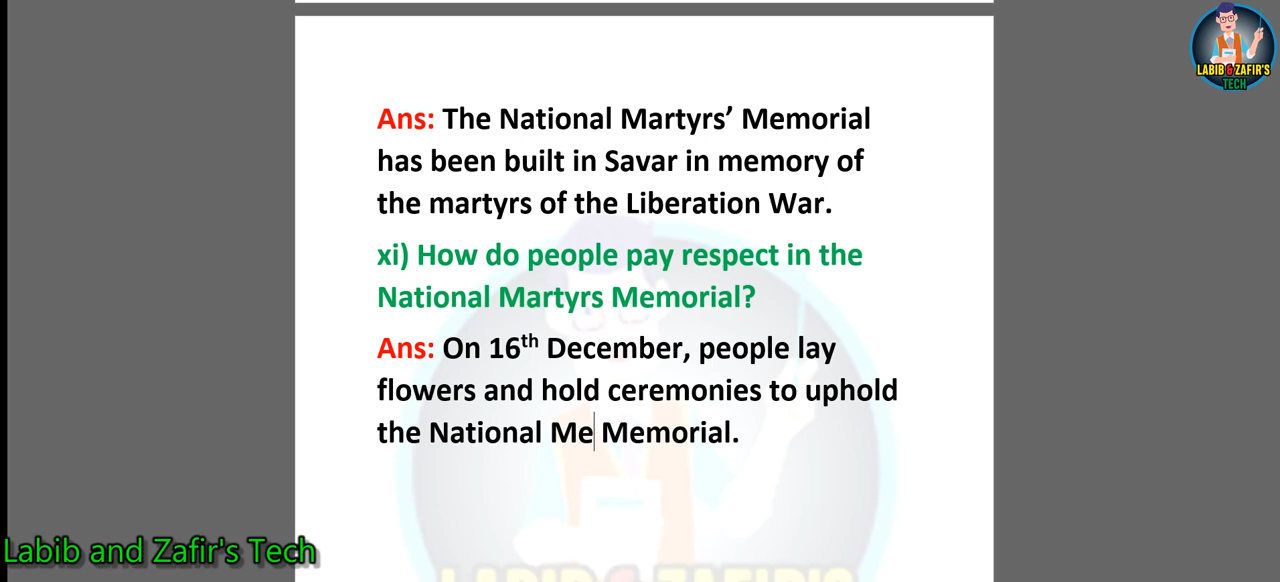 LABIB & ZAFIR'S
TECH
Ans: The National Martyrs’ Memorial
has been built in Savar in memory of
the martyrs of the Liberation War.
xi) How do people pay respect in the
National Martyrs Memorial?
Ans: On 16th December, people lay
flowers and hold ceremonies to uphold
the National Me Memorial.
Labib and Zafir's Tech
LABIB & ZAFIR'S